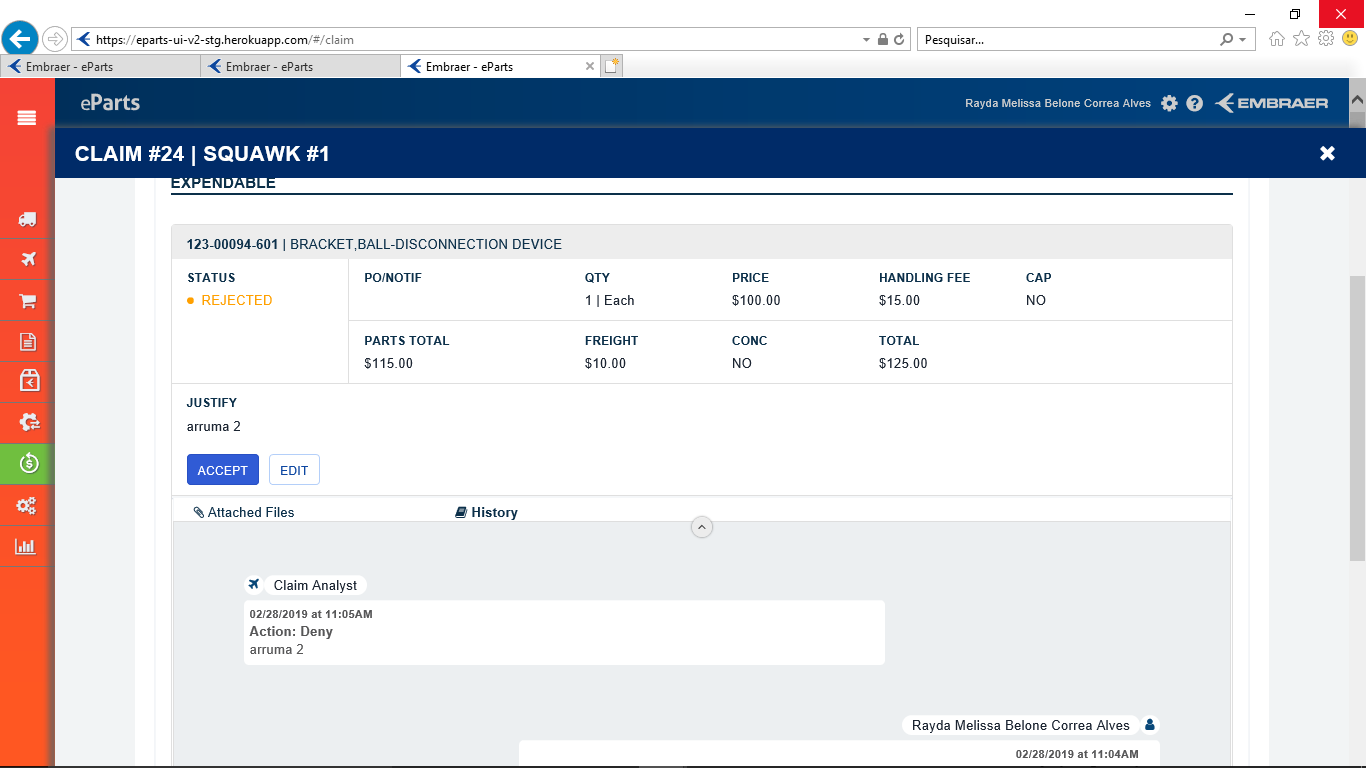 https://eparts-ui-v2-stg.herokuapp.com/#/claim
Pesquisar...
Embraer - eParts
Embraer - eParts
Embraer - eParts
eParts
Rayda Melissa Belone Correa Alves
EMBRAER
CLAIM #24 | SQUAWK #1
EXPENDABLE
123-00094-601 | BRACKET,BALL-DISCONNECTION DEVICE
STATUS PO/NOTIF QTY PRICE HANDLING FEE CAP
REJECTED 1 | Each $100.00 $15.00 NO
PARTS TOTAL FREIGHT CONC TOTAL
$115.00 $10.00 NO $125.00
JUSTIFY
arruma 2
ACCEPT EDIT
Attached Files History
Claim Analyst
02/28/2019 at 11:05AM
Action: Deny
arruma 2
Rayda Melissa Belone Correa Alves
02/28/2019 at 11:04AM